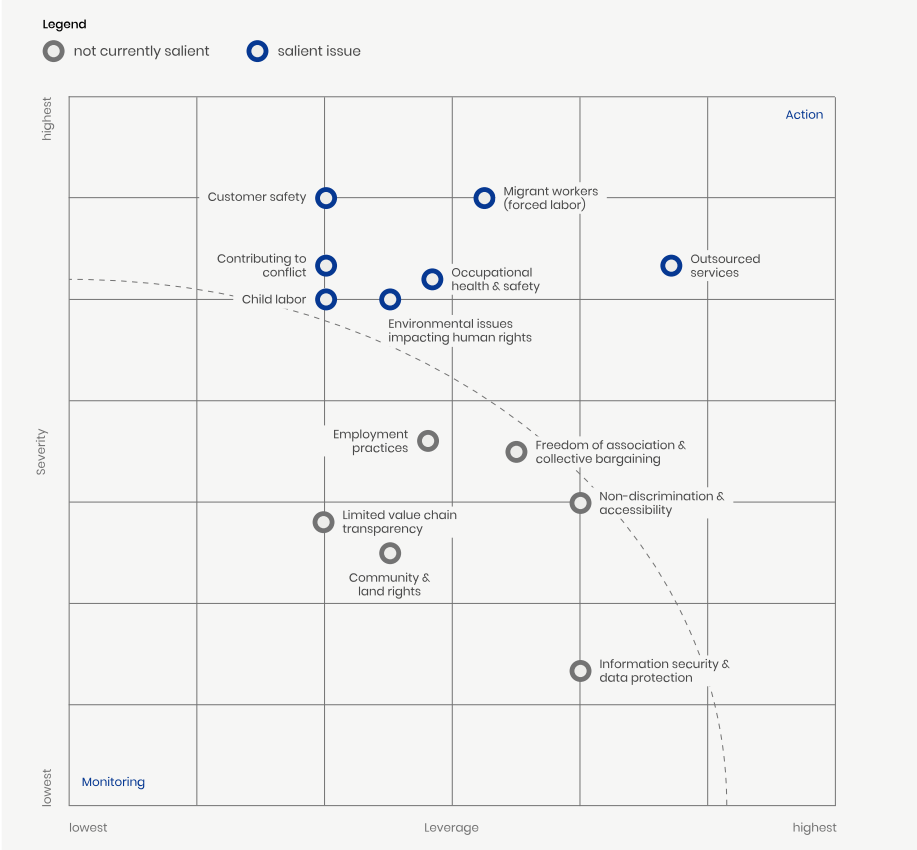 Legend
not currently salient
salient issue
highest
Action
Customer safety
Migrant workers
(forced labor)
Contributing to
conflict
Occupational
health & safety
Outsourced
services
Child labor
Environmental issues
impacting human rights
Severity
Employment
practices
Freedom of association &
collective bargaining
Non-discrimination &
accessibility
Limited value chain
transparency
Community &
land rights
Information security &
data protection
lowest
Monitoring
lowest
Leverage
highest